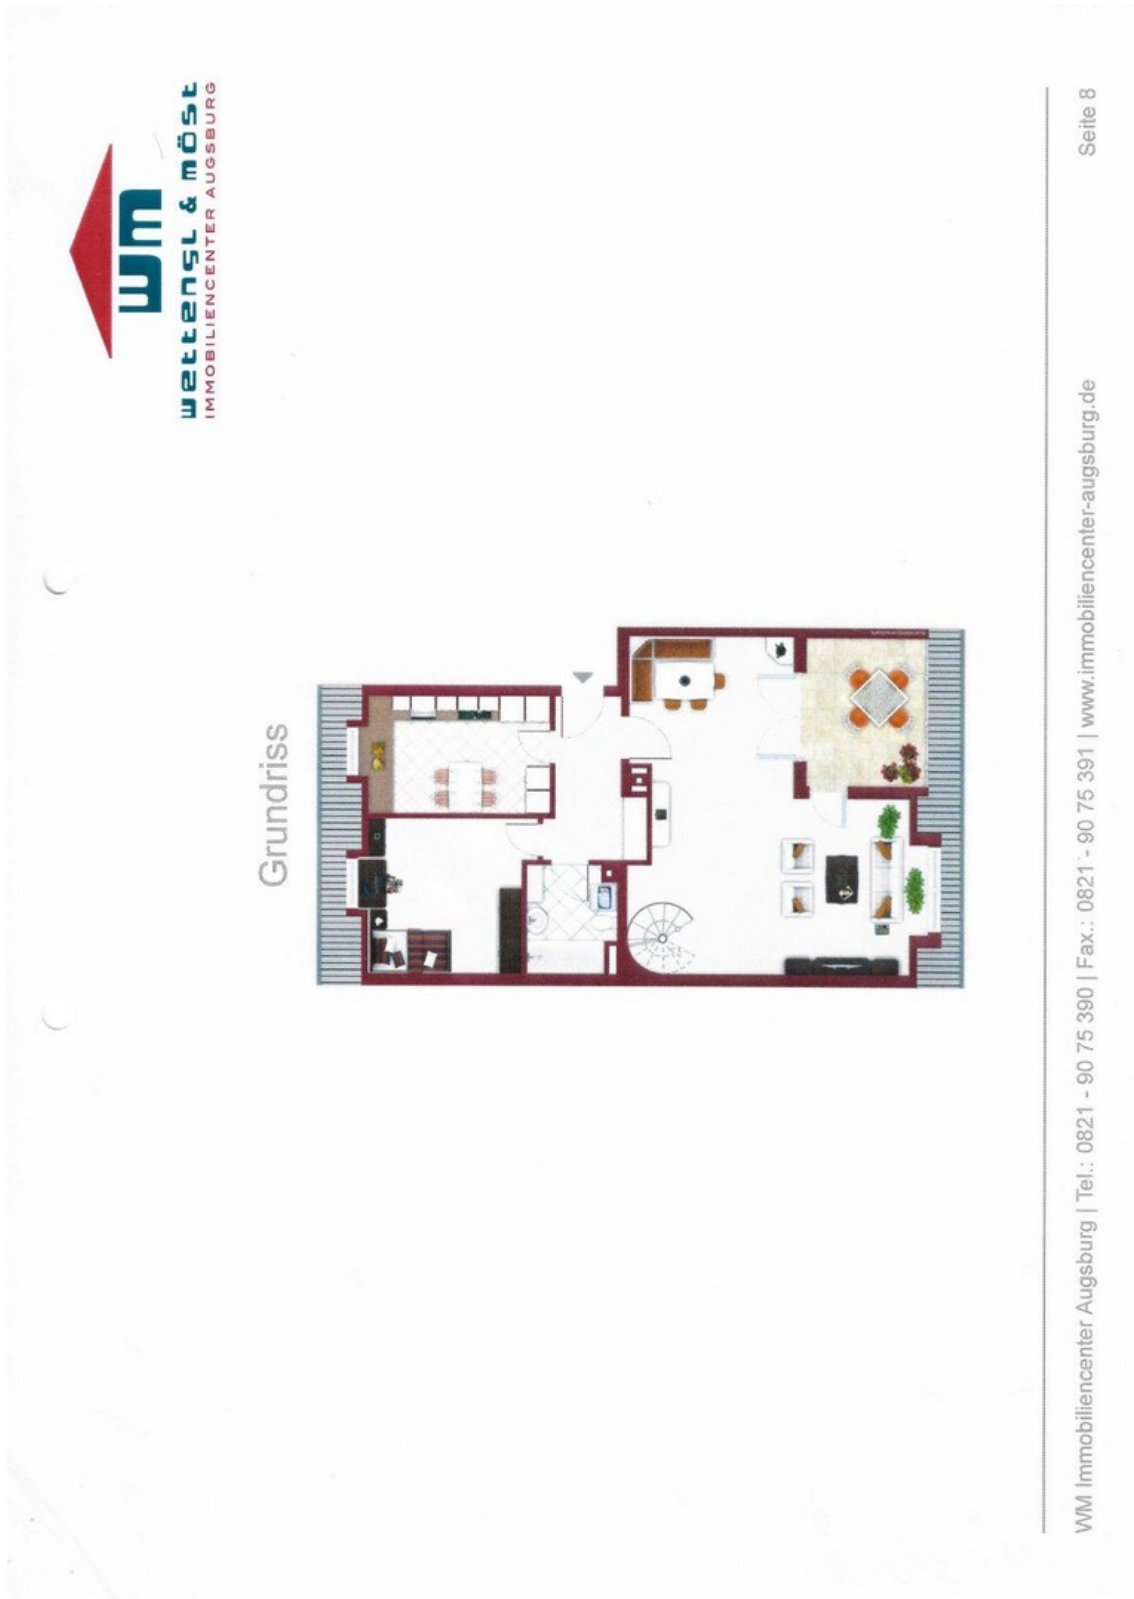 WM
Wettengl & Möst
IMMOBILIENCENTER AUGSBURG
Grundriss
WM Immobiliencenter Augsburg | Tel.: 0821 - 90 75 390 | Fax.: 0821 - 90 75 391 | www.immobiliencenter-augsburg.de
Seite 8